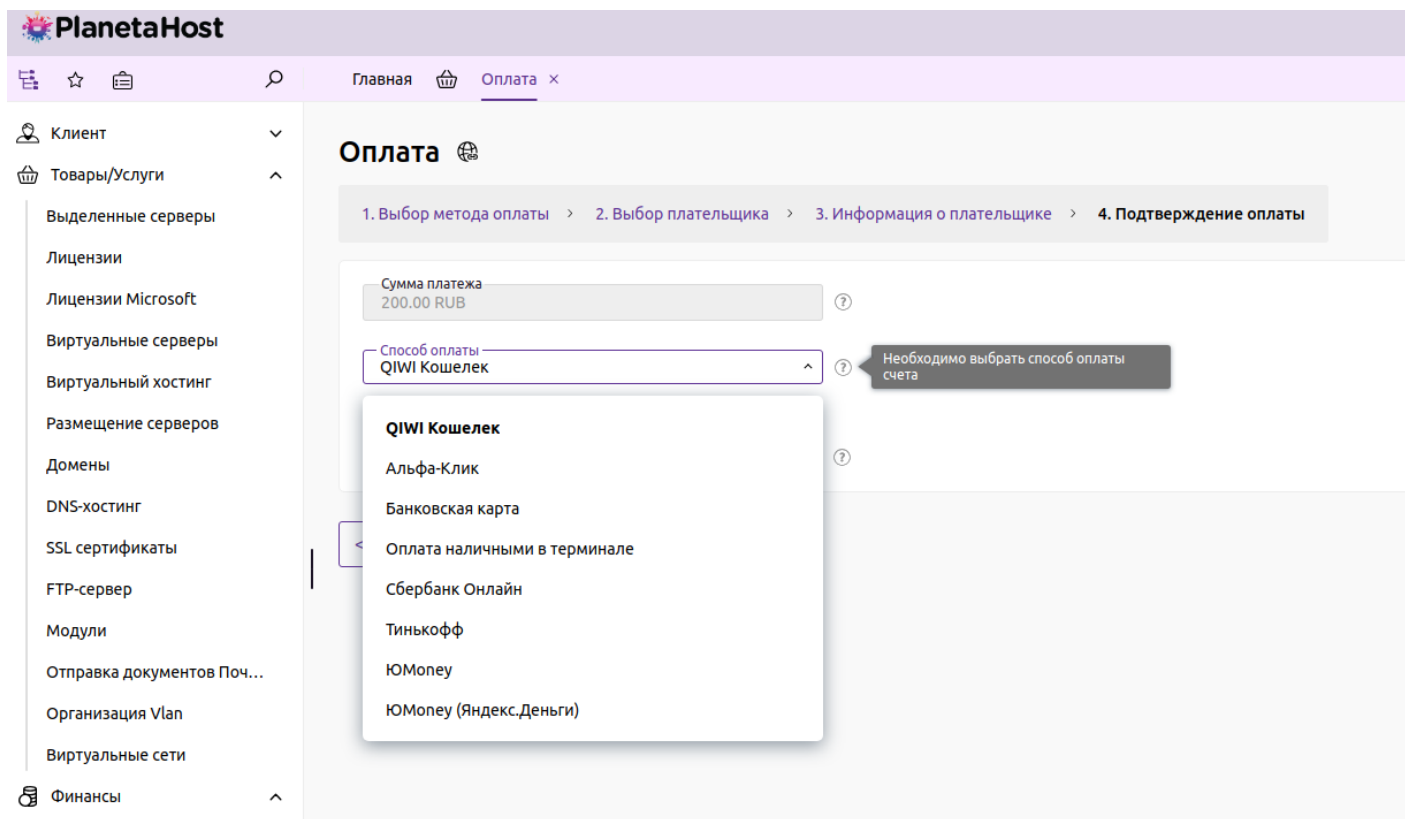 PlanetaHost
Главная
Оплата ×
Клиент
Товары/Услуги
Выделенные серверы
Лицензии
Лицензии Microsoft
Виртуальные серверы
Виртуальный хостинг
Размещение серверов
Домены
DNS-хостинг
SSL сертификаты
FTP-сервер
Модули
Отправка документов Поч...
Организация Vlan
Виртуальные сети
Финансы
Оплата
1. Выбор метода оплаты > 2. Выбор плательщика > 3. Информация о плательщике > 4. Подтверждение оплаты
Сумма платежа
200.00 RUB
?
Способ оплаты
QIWI Кошелек
?
Необходимо выбрать способ оплаты
счета
QIWI Кошелек
Альфа-Клик
Банковская карта
Оплата наличными в терминале
Сбербанк Онлайн
Тинькофф
ЮMoney
ЮMoney (Яндекс.Деньги)
?
<